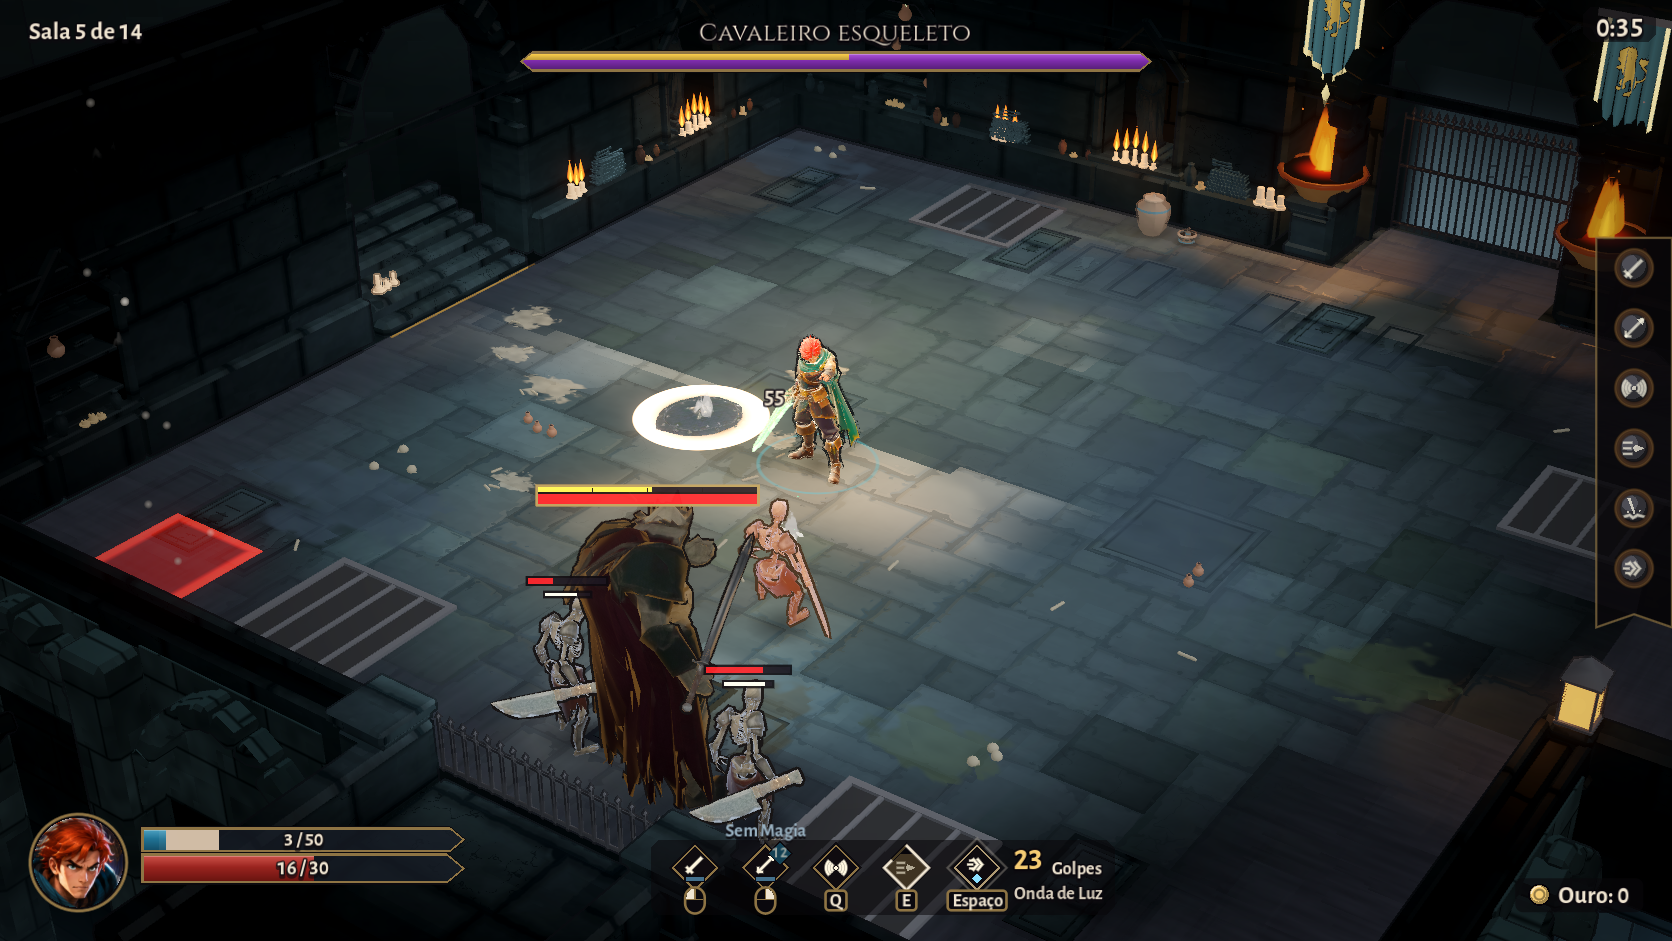 Sala 5 de 14
CAVALEIRO ESQUELETO
0:35
55
3/50
16/30
Sem Magia
12
Q
E
Espaço
23 Golpes
Onda de Luz
Ouro: 0